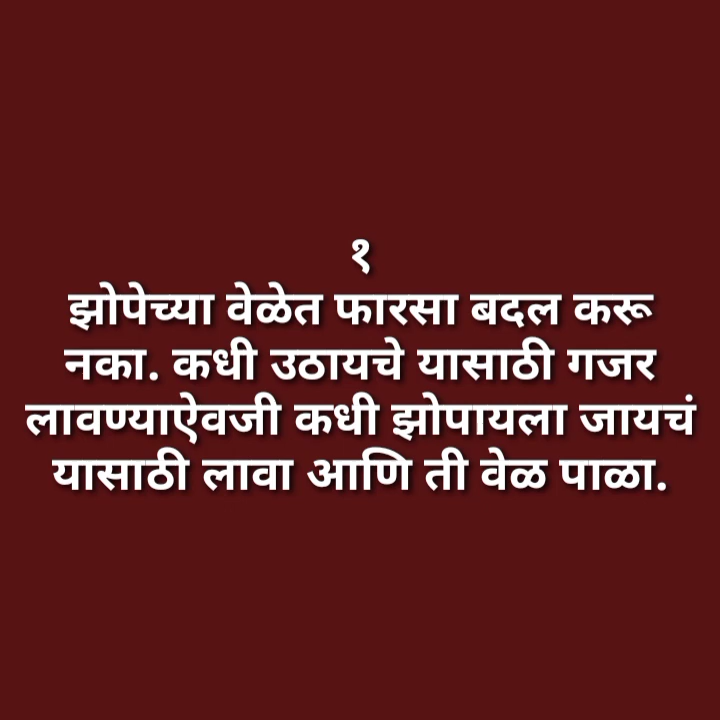 १
झोपेच्या वेळेत फारसा बदल करू
नका. कधी उठायचे यासाठी गजर
लावण्याऐवजी कधी झोपायला जायचं
यासाठी लावा आणि ती वेळ पाळा.